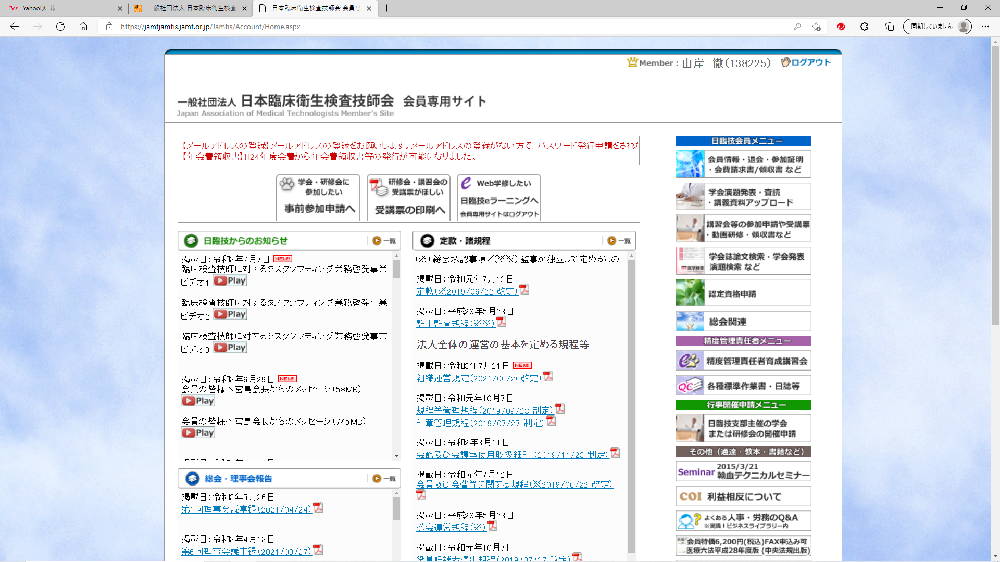 Yahoo!メール
一般社団法人 日本臨床衛生検査
日本臨床衛生検査技師会 会員専
https://jamtjamtis.jamt.or.jp/Jamtis/Account/Home.aspx
同期していません
Member：山岸　徹(138225)
ログアウト
一般社団法人 日本臨床衛生検査技師会 会員専用サイト
Japan Association of Medical Technologists Member's Site
【メールアドレスの登録】メールアドレスの登録をお願いします。メールアドレスの登録がない方で、パスワード発行申請をされた
【年会費領収書】H24年度会費から年会費領収書等の発行が可能になりました。
学会・研修会に
参加したい
事前参加申請へ
研修会・講習会の
受講票がほしい
受講票の印刷へ
Web学修したい
日臨技eラーニングへ
会員専用サイトはログアウト
日臨技からのお知らせ
一覧
掲載日：令和3年7月7日 NEW!!
臨床検査技師に対するタスクシフティング業務啓発事業
ビデオ1 Play
臨床検査技師に対するタスクシフティング業務啓発事業
ビデオ2 Play
臨床検査技師に対するタスクシフティング業務啓発事業
ビデオ3 Play
掲載日：令和3年6月29日 NEW!!
会員の皆様へ宮島会長からのメッセージ（58MB）
Play
会員の皆様へ宮島会長からのメッセージ（745MB）
Play
総会・理事会報告
一覧
掲載日：令和3年5月26日
第1回理事会議事録(2021/04/24)
掲載日：令和3年4月13日
第6回理事会議事録(2021/03/27)
定款・諸規程
一覧
(※) 総会承認事項／(※※) 監事が独立して定めるもの
掲載日：令和元年7月12日
定款(※2019/06/22 改定)
掲載日：平成28年5月23日
監事監査規程(※※)
法人全体の運営の基本を定める規程等
掲載日：令和3年7月21日 NEW!!
組織運営規定(2021/06/26改定)
掲載日：令和元年10月7日
規程等管理規程(2019/09/28 制定)
印章管理規程(2019/07/27 制定)
掲載日：令和2年3月11日
会館及び会議室使用取扱細則 (2019/11/23 制定)
掲載日：令和元年7月12日
会員及び会費等に関する規程(※2019/06/22 改定)
掲載日：平成28年5月23日
総会運営規程(※)
掲載日：令和元年10月7日
役員候補者選出規程(2019/07/27 改定)
日臨技会員メニュー
会員情報・退会・参加証明
・会費請求書/領収書 など
学会演題発表・査読
・講義資料アップロード
講習会等の参加申請や受講票
・動画研修・領収書など
学会誌論文検索・学会発表
演題検索 など
医学検査
認定資格申請
総会関連
精度管理責任者メニュー
精度管理責任者育成講習会
QC 各種標準作業書・日誌等
行事開催申請メニュー
日臨技支部主催の学会
または研修会の開催申請
その他（通達・教本・書籍など）
Seminar 2015/3/21
輸血テクニカルセミナー
COI 利益相反について
よくある人事・労務のQ&A
※実践！ビジネスライブラリー内
会員特価6,200円(税込)FAX申込み可
医療六法平成28年度版 (中央法規出版)